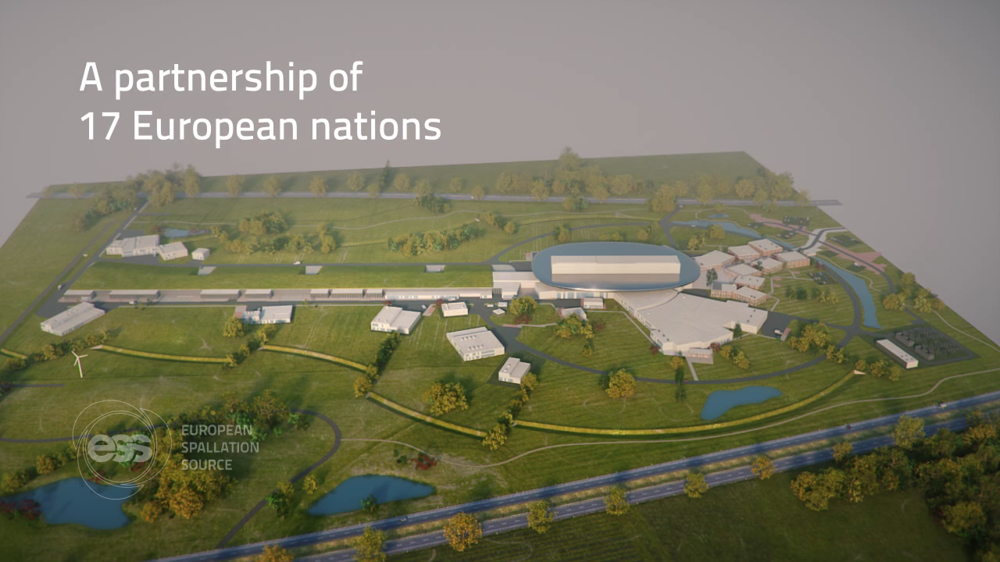 A partnership of
17 European nations
ess
EUROPEAN
SPALLATION
SOURCE